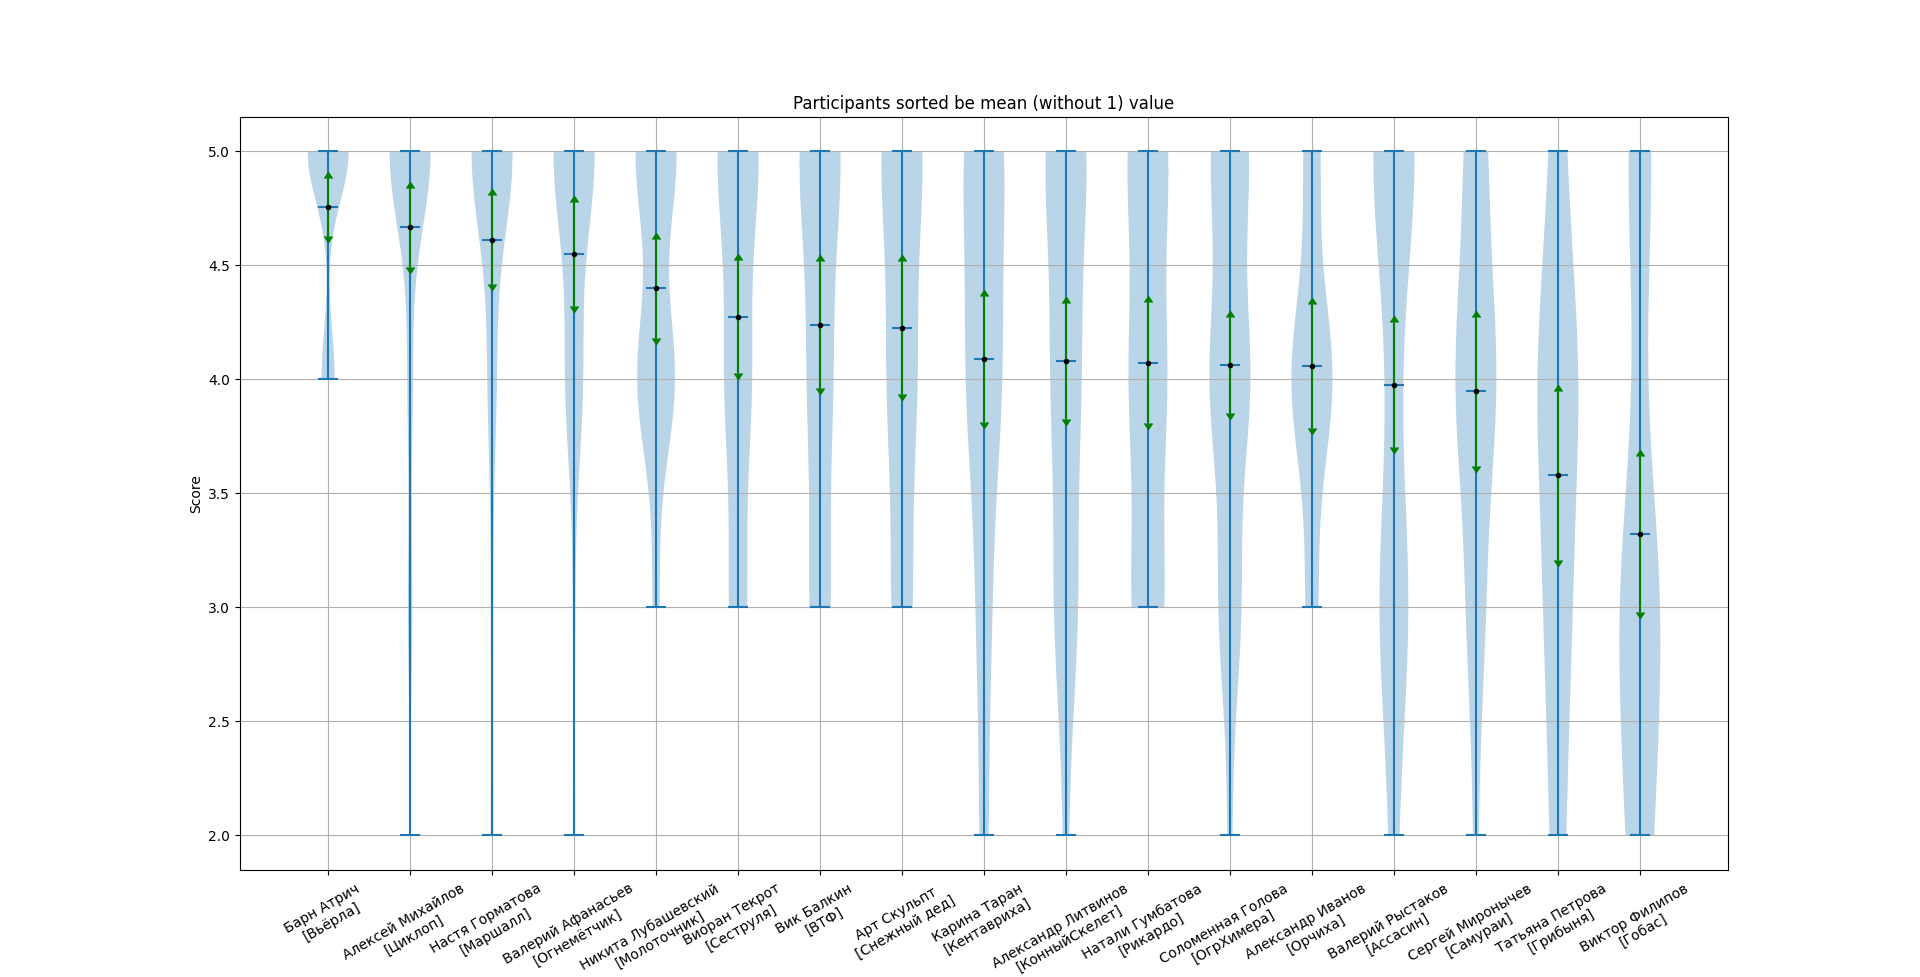 Participants sorted be mean (without 1) value
Score
5.0
4.5
4.0
3.5
3.0
2.5
2.0
Барн Атрич
[Вьёрла]
Алексей Михайлов
[Циклоп]
Настя Горматова
[Маршалл]
Валерий Афанасьев
[Огнемётчик]
Никита Лубашевский
[Молоточник]
Виоран Текрот
[Сеструля]
Вик Балкин
[ВТФ]
Арт Скульпт
[Снежный дед]
Карина Таран
[Кентавриха]
Александр Литвинов
[КонныйСкелет]
Натали Гумбатова
[Рикардо]
Соломенная Голова
[ОгрХимера]
Александр Иванов
[Орчиха]
Валерий Рыстаков
[Ассасин]
Сергей Миронычев
[Самураи]
Татьяна Петрова
[Грибыня]
Виктор Филипов
[Гобас]